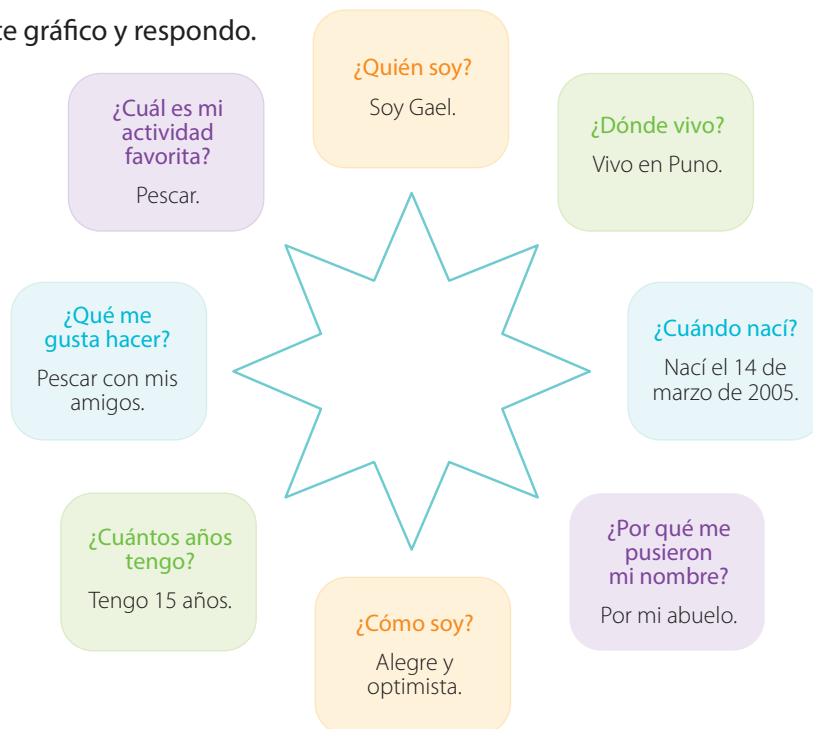 te gráfico y respondo.
¿Quién soy?
Soy Gael.
¿Dónde vivo?
Vivo en Puno.
¿Cuándo nací?
Nací el 14 de
marzo de 2005.
¿Por qué me
pusieron
mi nombre?
Por mi abuelo.
¿Cómo soy?
Alegre y
optimista.
¿Cuántos años
tengo?
Tengo 15 años.
¿Qué me
gusta hacer?
Pescar con mis
amigos.
¿Cuál es mi
actividad
favorita?
Pescar.